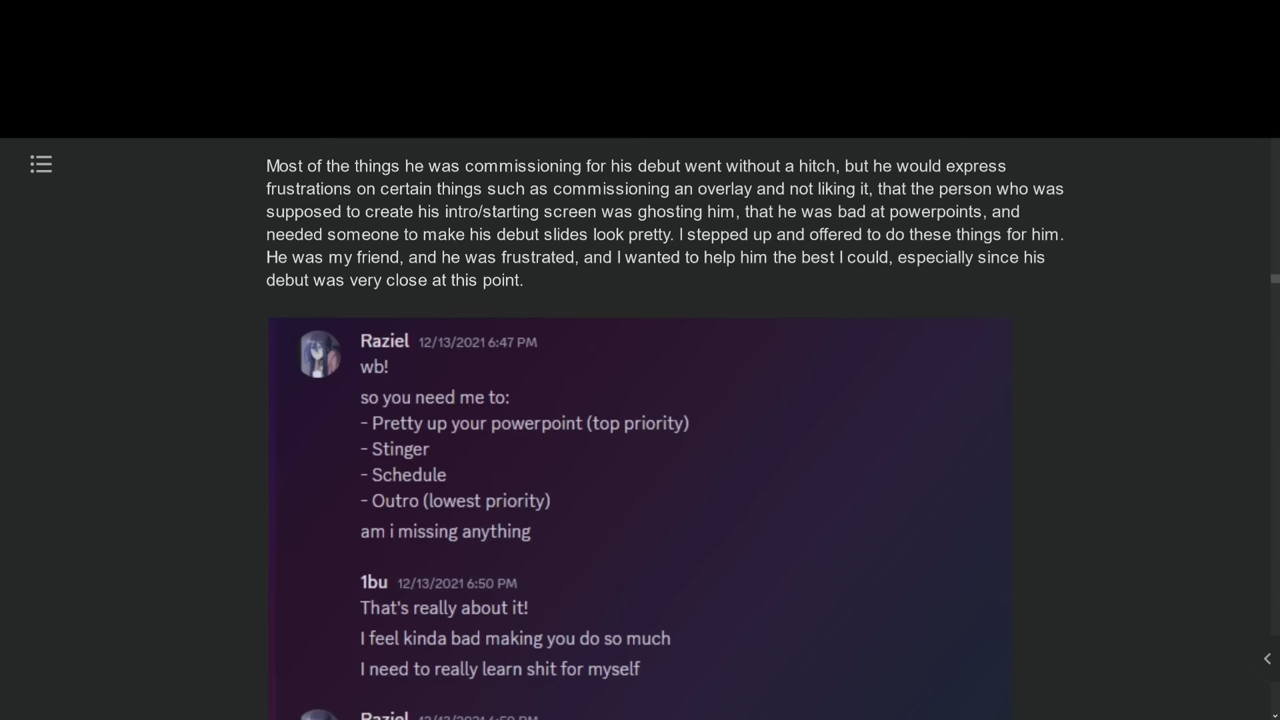 Most of the things he was commissioning for his debut went without a hitch, but he would express
frustrations on certain things such as commissioning an overlay and not liking it, that the person who was
supposed to create his intro/starting screen was ghosting him, that he was bad at powerpoints, and
needed someone to make his debut slides look pretty. I stepped up and offered to do these things for him.
He was my friend, and he was frustrated, and I wanted to help him the best I could, especially since his
debut was very close at this point.
Raziel 12/13/2021 6:47 PM
wb!
so you need me to:
- Pretty up your powerpoint (top priority)
- Stinger
- Schedule
- Outro (lowest priority)
am i missing anything
1bu 12/13/2021 6:50 PM
That's really about it!
I feel kinda bad making you do so much
I need to really learn shit for myself
Raziel